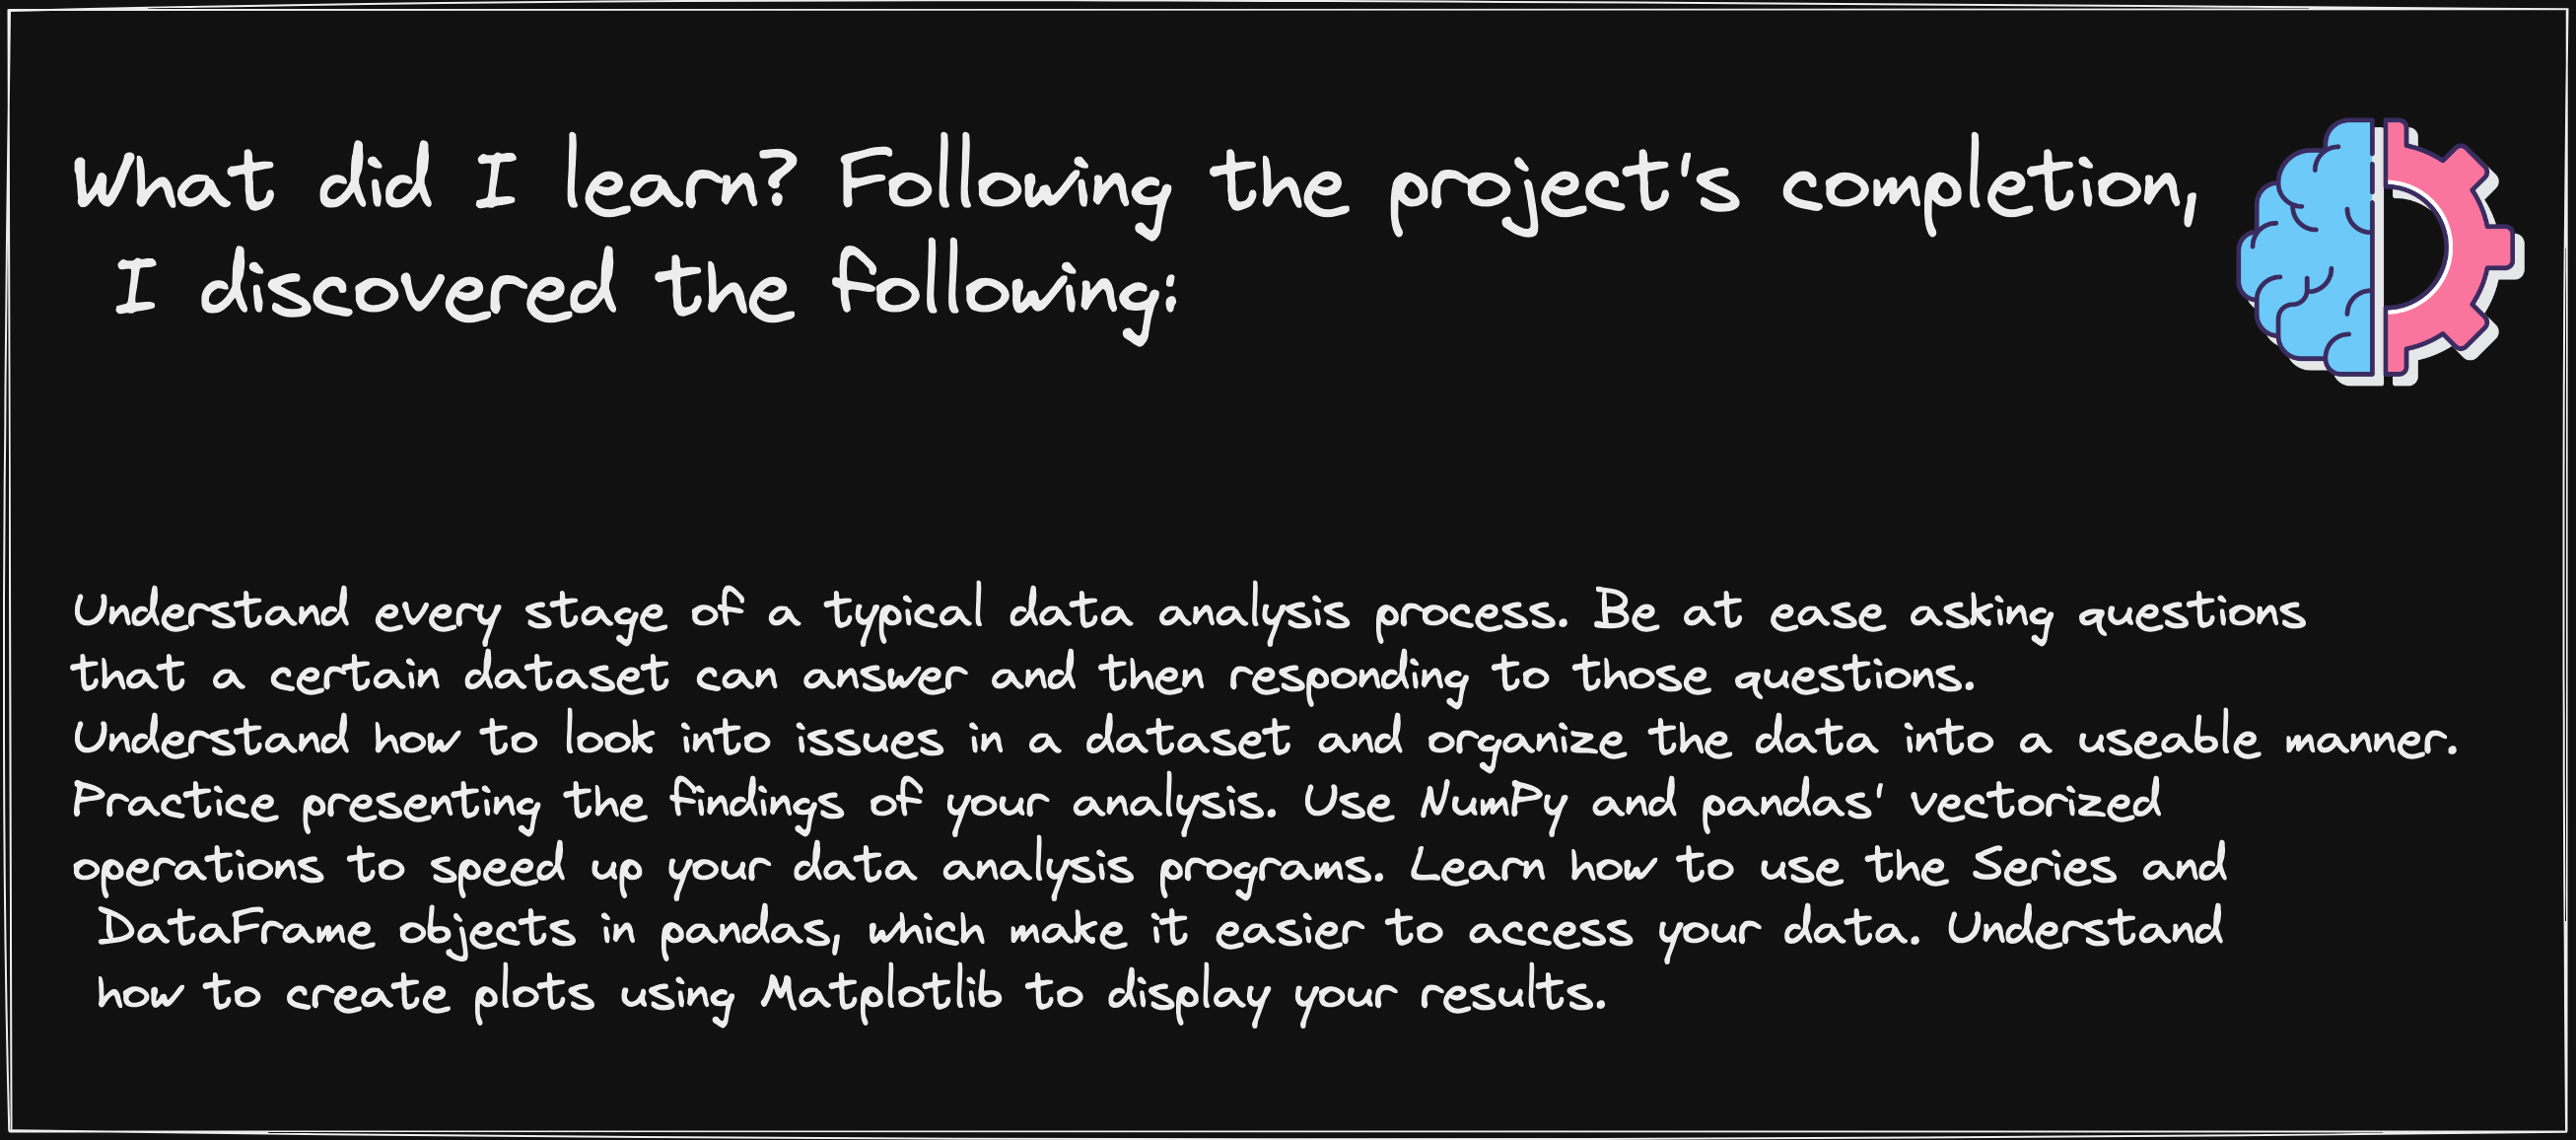 What did I learn? Following the project's completion,
I discovered the following:
Understand every stage of a typical data analysis process. Be at ease asking questions
that a certain dataset can answer and then responding to those questions.
Understand how to look into issues in a dataset and organize the data into a useable manner.
Practice presenting the findings of your analysis. Use NumPy and pandas' vectorized
operations to speed up your data analysis programs. Learn how to use the Series and
DataFrame objects in pandas, which make it easier to access your data. Understand
how to create plots using Matplotlib to display your results.